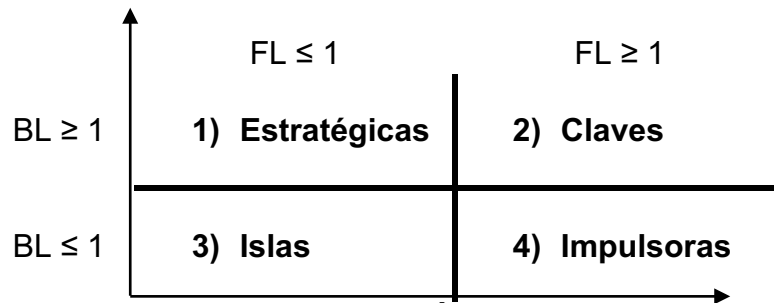 FL ≤ 1 FL ≥ 1
BL ≥ 1 1) Estratégicas 2) Claves
BL ≤ 1 3) Islas 4) Impulsoras